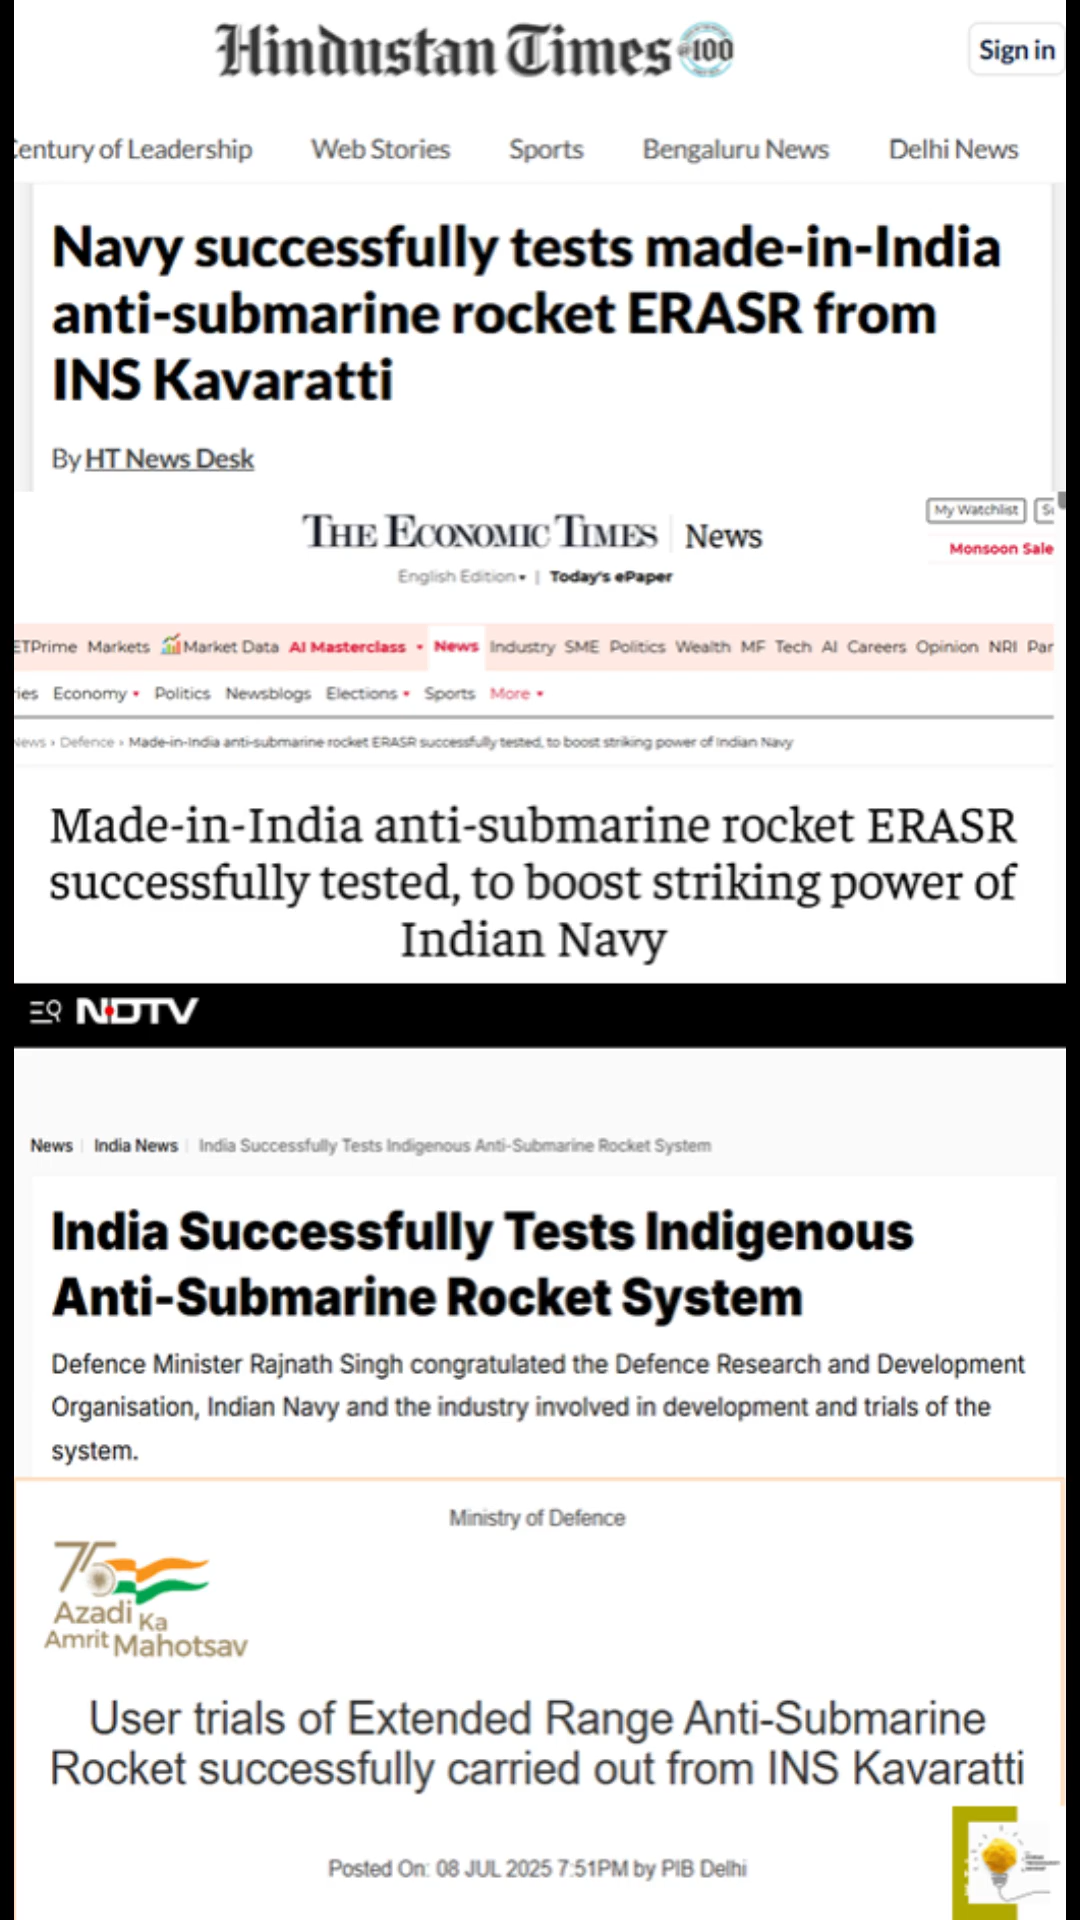 Hindustan Times
100
Sign in
Century of Leadership Web Stories Sports Bengaluru News Delhi News
Navy successfully tests made-in-India
anti-submarine rocket ERASR from
INS Kavaratti
By HT News Desk
My Watchlist
THE ECONOMIC TIMES | News
Monsoon Sale
English Edition | Today's ePaper
ETPrime Markets Market Data AI Masterclass News Industry SME Politics Wealth MF Tech AI Careers Opinion NRI
Economy Politics Newsblogs Elections Sports More
News › Defence › Made-in-India anti-submarine rocket ERASR successfully tested, to boost striking power of Indian Navy
Made-in-India anti-submarine rocket ERASR
successfully tested, to boost striking power of
Indian Navy
NDTV
News | India News | India Successfully Tests Indigenous Anti-Submarine Rocket System
India Successfully Tests Indigenous
Anti-Submarine Rocket System
Defence Minister Rajnath Singh congratulated the Defence Research and Development
Organisation, Indian Navy and the industry involved in development and trials of the
system.
Ministry of Defence
75
Azadi Ka
Amrit Mahotsav
User trials of Extended Range Anti-Submarine
Rocket successfully carried out from INS Kavaratti
Posted On: 08 JUL 2025 7:51PM by PIB Delhi